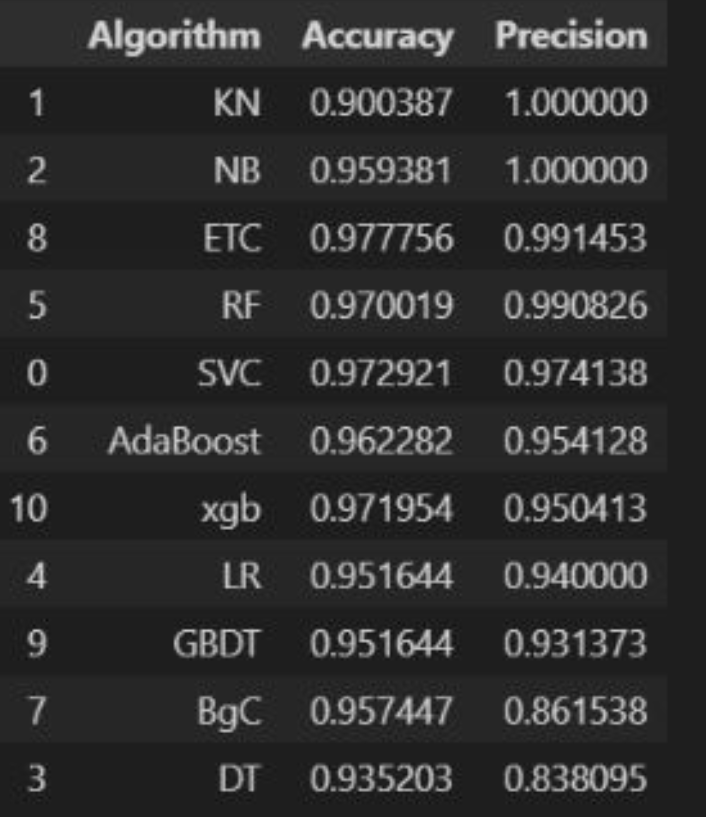 Algorithm Accuracy Precision
1 KN 0.900387 1.000000
2 NB 0.959381 1.000000
8 ETC 0.977756 0.991453
5 RF 0.970019 0.990826
0 SVC 0.972921 0.974138
6 AdaBoost 0.962282 0.954128
10 xgb 0.971954 0.950413
4 LR 0.951644 0.940000
9 GBDT 0.951644 0.931373
7 BgC 0.957447 0.861538
3 DT 0.935203 0.838095